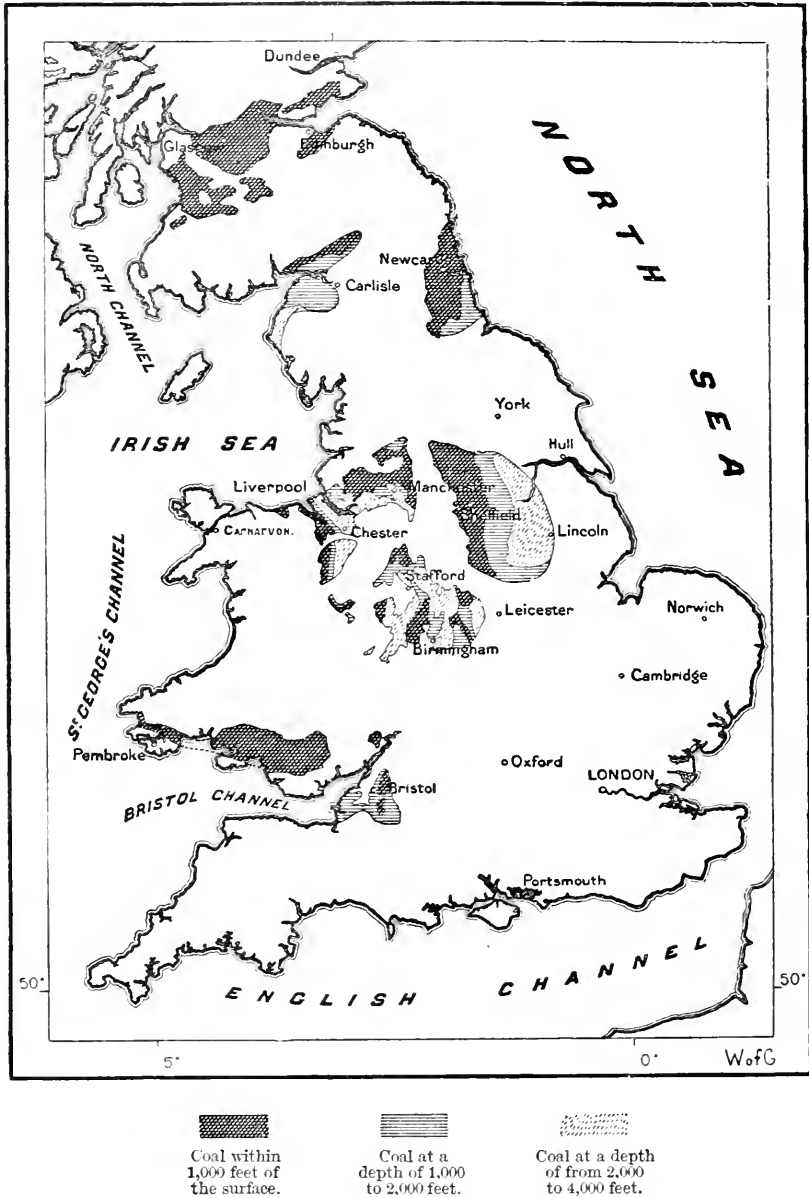 Dundee
Glasgow
Edinburgh
NORTH SEA
NORTH CHANNEL
Newcas
Carlisle
York
IRISH SEA
Hull
Liverpool
Manchester
Sheffield
CARNARVON.
Chester
Lincoln
Stafford
Leicester
Norwich
Birmingham
Cambridge
St GEORGE'S CHANNEL
Pembroke
Oxford
LONDON
BRISTOL CHANNEL
Bristol
Portsmouth
50°
50°
ENGLISH CHANNEL
5°
0°
W of G
Coal within
1,000 feet of
the surface.
Coal at a
depth of 1,000
to 2,000 feet.
Coal at a depth
of from 2,000
to 4,000 feet.